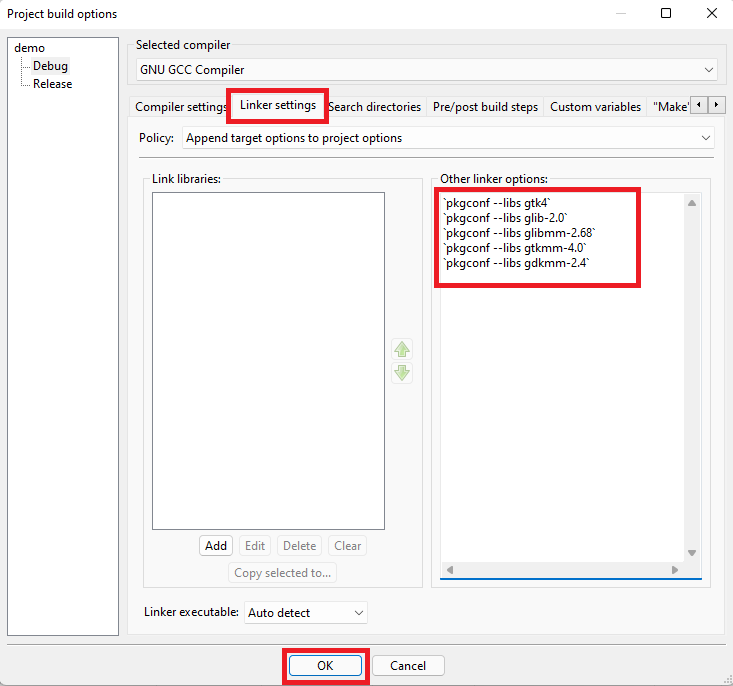 Project build options
demo
Debug
Release
Selected compiler
GNU GCC Compiler
Compiler settings
Linker settings
Search directories
Pre/post build steps
Custom variables
"Make"
Policy:
Append target options to project options
Link libraries:
Other linker options:
`pkgconf --libs gtk4`
`pkgconf --libs glib-2.0`
`pkgconf --libs glibmm-2.68`
`pkgconf --libs gtkmm-4.0`
`pkgconf --libs gdkmm-2.4`
Add
Edit
Delete
Clear
Copy selected to...
Linker executable:
Auto detect
OK
Cancel